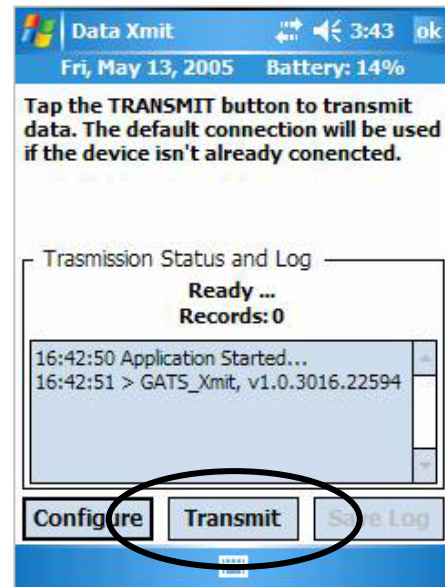 Data Xmit 3:43 ok
Fri, May 13, 2005 Battery: 14%
Tap the TRANSMIT button to transmit
data. The default connection will be used
if the device isn't already conencted.
Trasmission Status and Log
Ready ...
Records: 0
16:42:50 Application Started...
16:42:51 > GATS_Xmit, v1.0.3016.22594
Configure Transmit Save Log